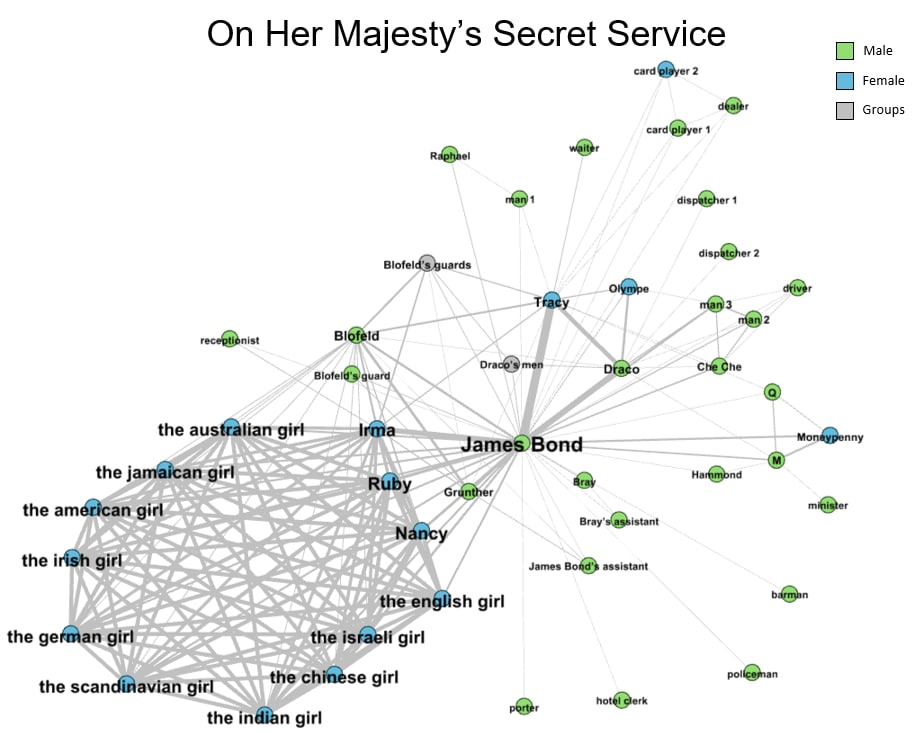 On Her Majesty's Secret Service
Male
Female
Groups
card player 2
dealer
card player 1
waiter
Raphael
man 1
dispatcher 1
dispatcher 2
Blofeld's guards
Olympe
driver
Tracy
man 3
man 2
Blofeld
receptionist
Draco's men
Draco
Che Che
Blofeld's guard
Q
the australian girl
Irma
James Bond
Moneypenny
M
the jamaican girl
Hammond
Ruby
Bray
Grunther
the american girl
minister
Bray's assistant
Nancy
the irish girl
James Bond's assistant
barman
the english girl
the german girl
the israeli girl
policeman
the chinese girl
the scandinavian girl
hotel clerk
porter
the indian girl